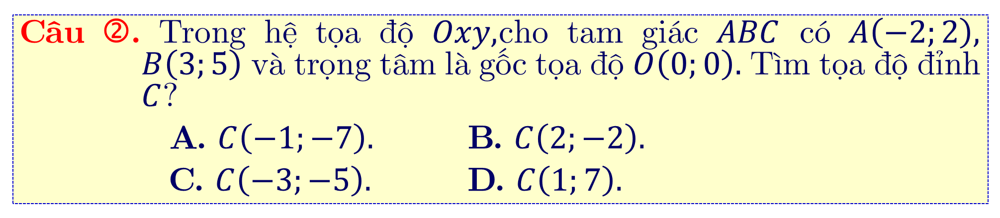 Câu ②. Trong hệ tọa độ Oxy,cho tam giác ABC có A(−2; 2),
B(3; 5) và trọng tâm là gốc tọa độ O(0; 0). Tìm tọa độ đỉnh
C?
A. C(−1; −7). B. C(2; −2).
C. C(−3; −5). D. C(1; 7).